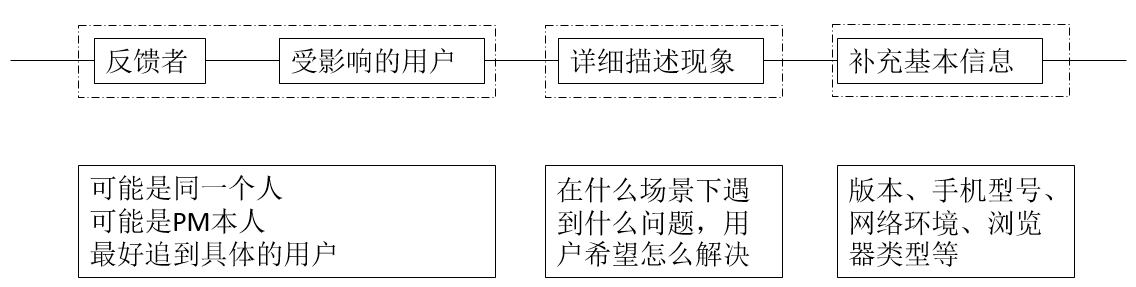 反馈者
受影响的用户
详细描述现象
补充基本信息
可能是同一个人
可能是PM本人
最好追到具体的用户
在什么场景下遇
到什么问题，用
户希望怎么解决
版本、手机型号、
网络环境、浏览
器类型等